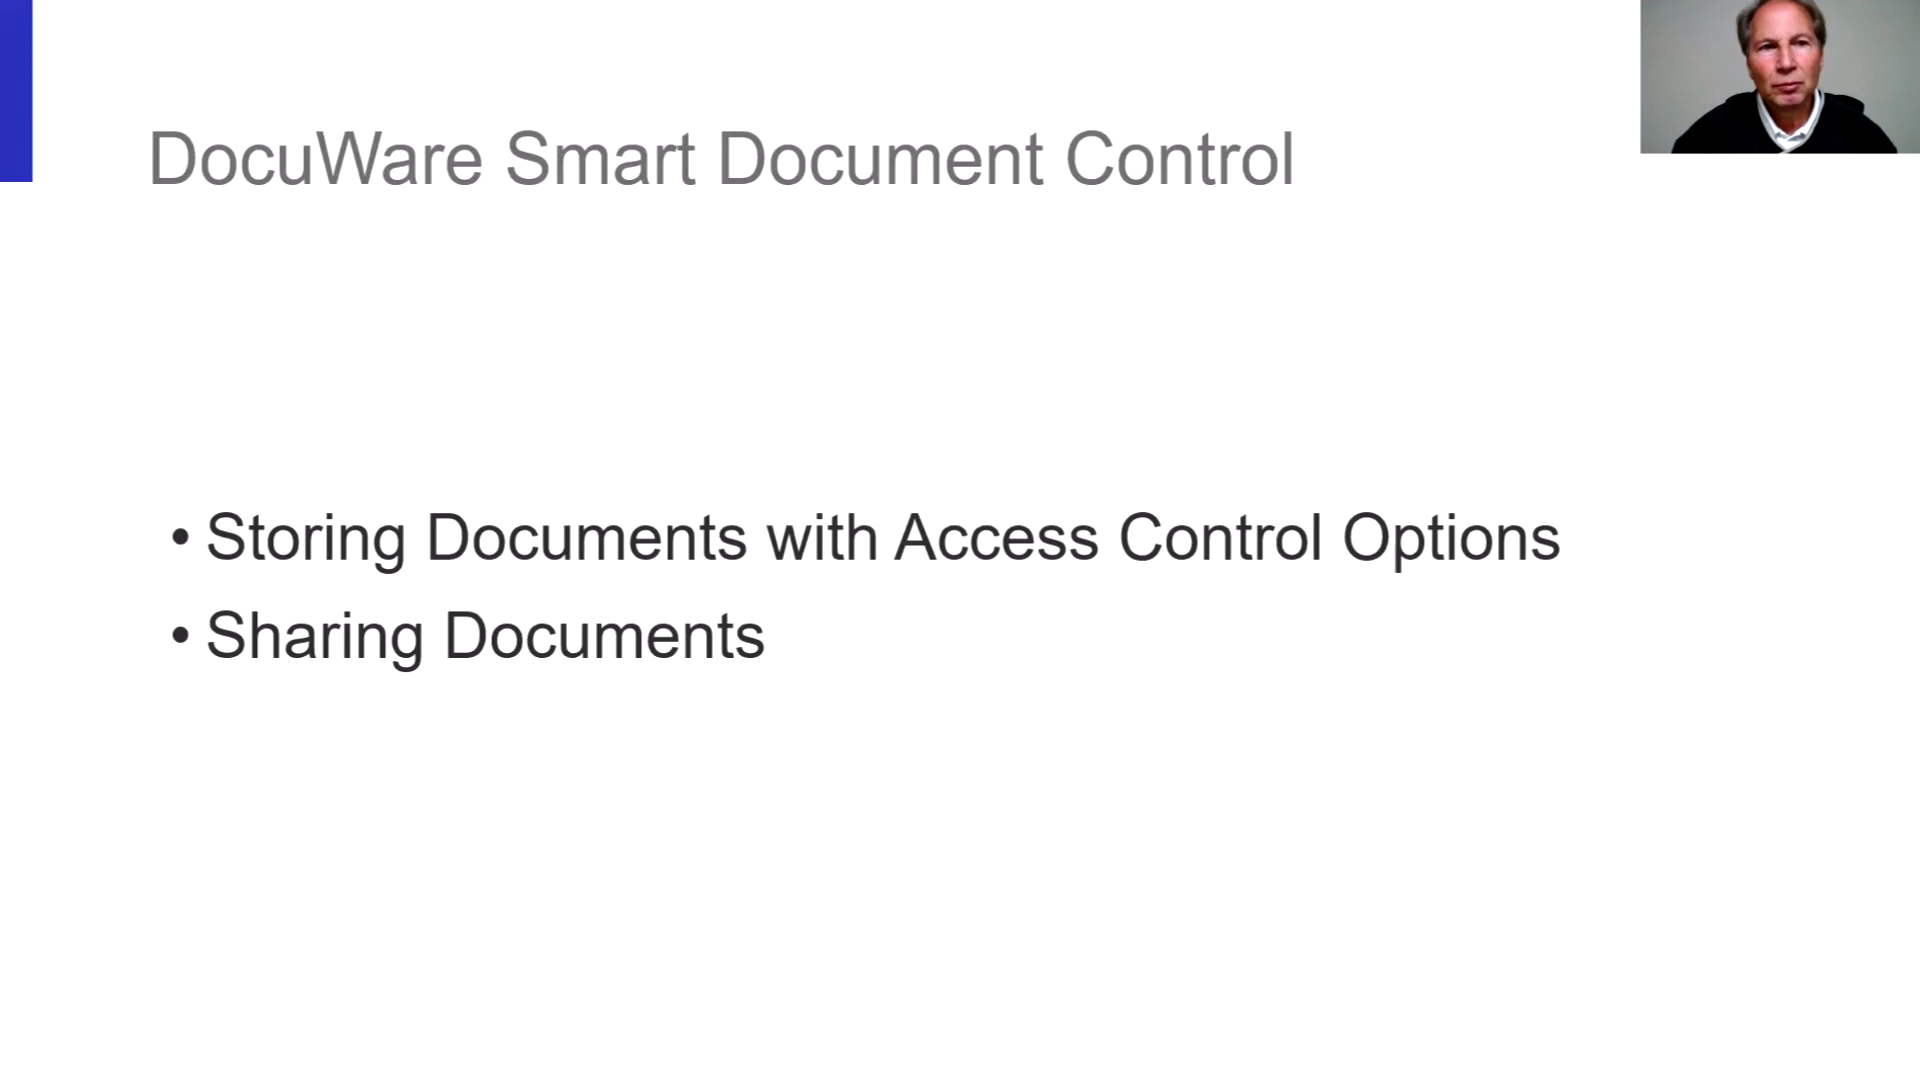 DocuWare Smart Document Control
• Storing Documents with Access Control Options
• Sharing Documents